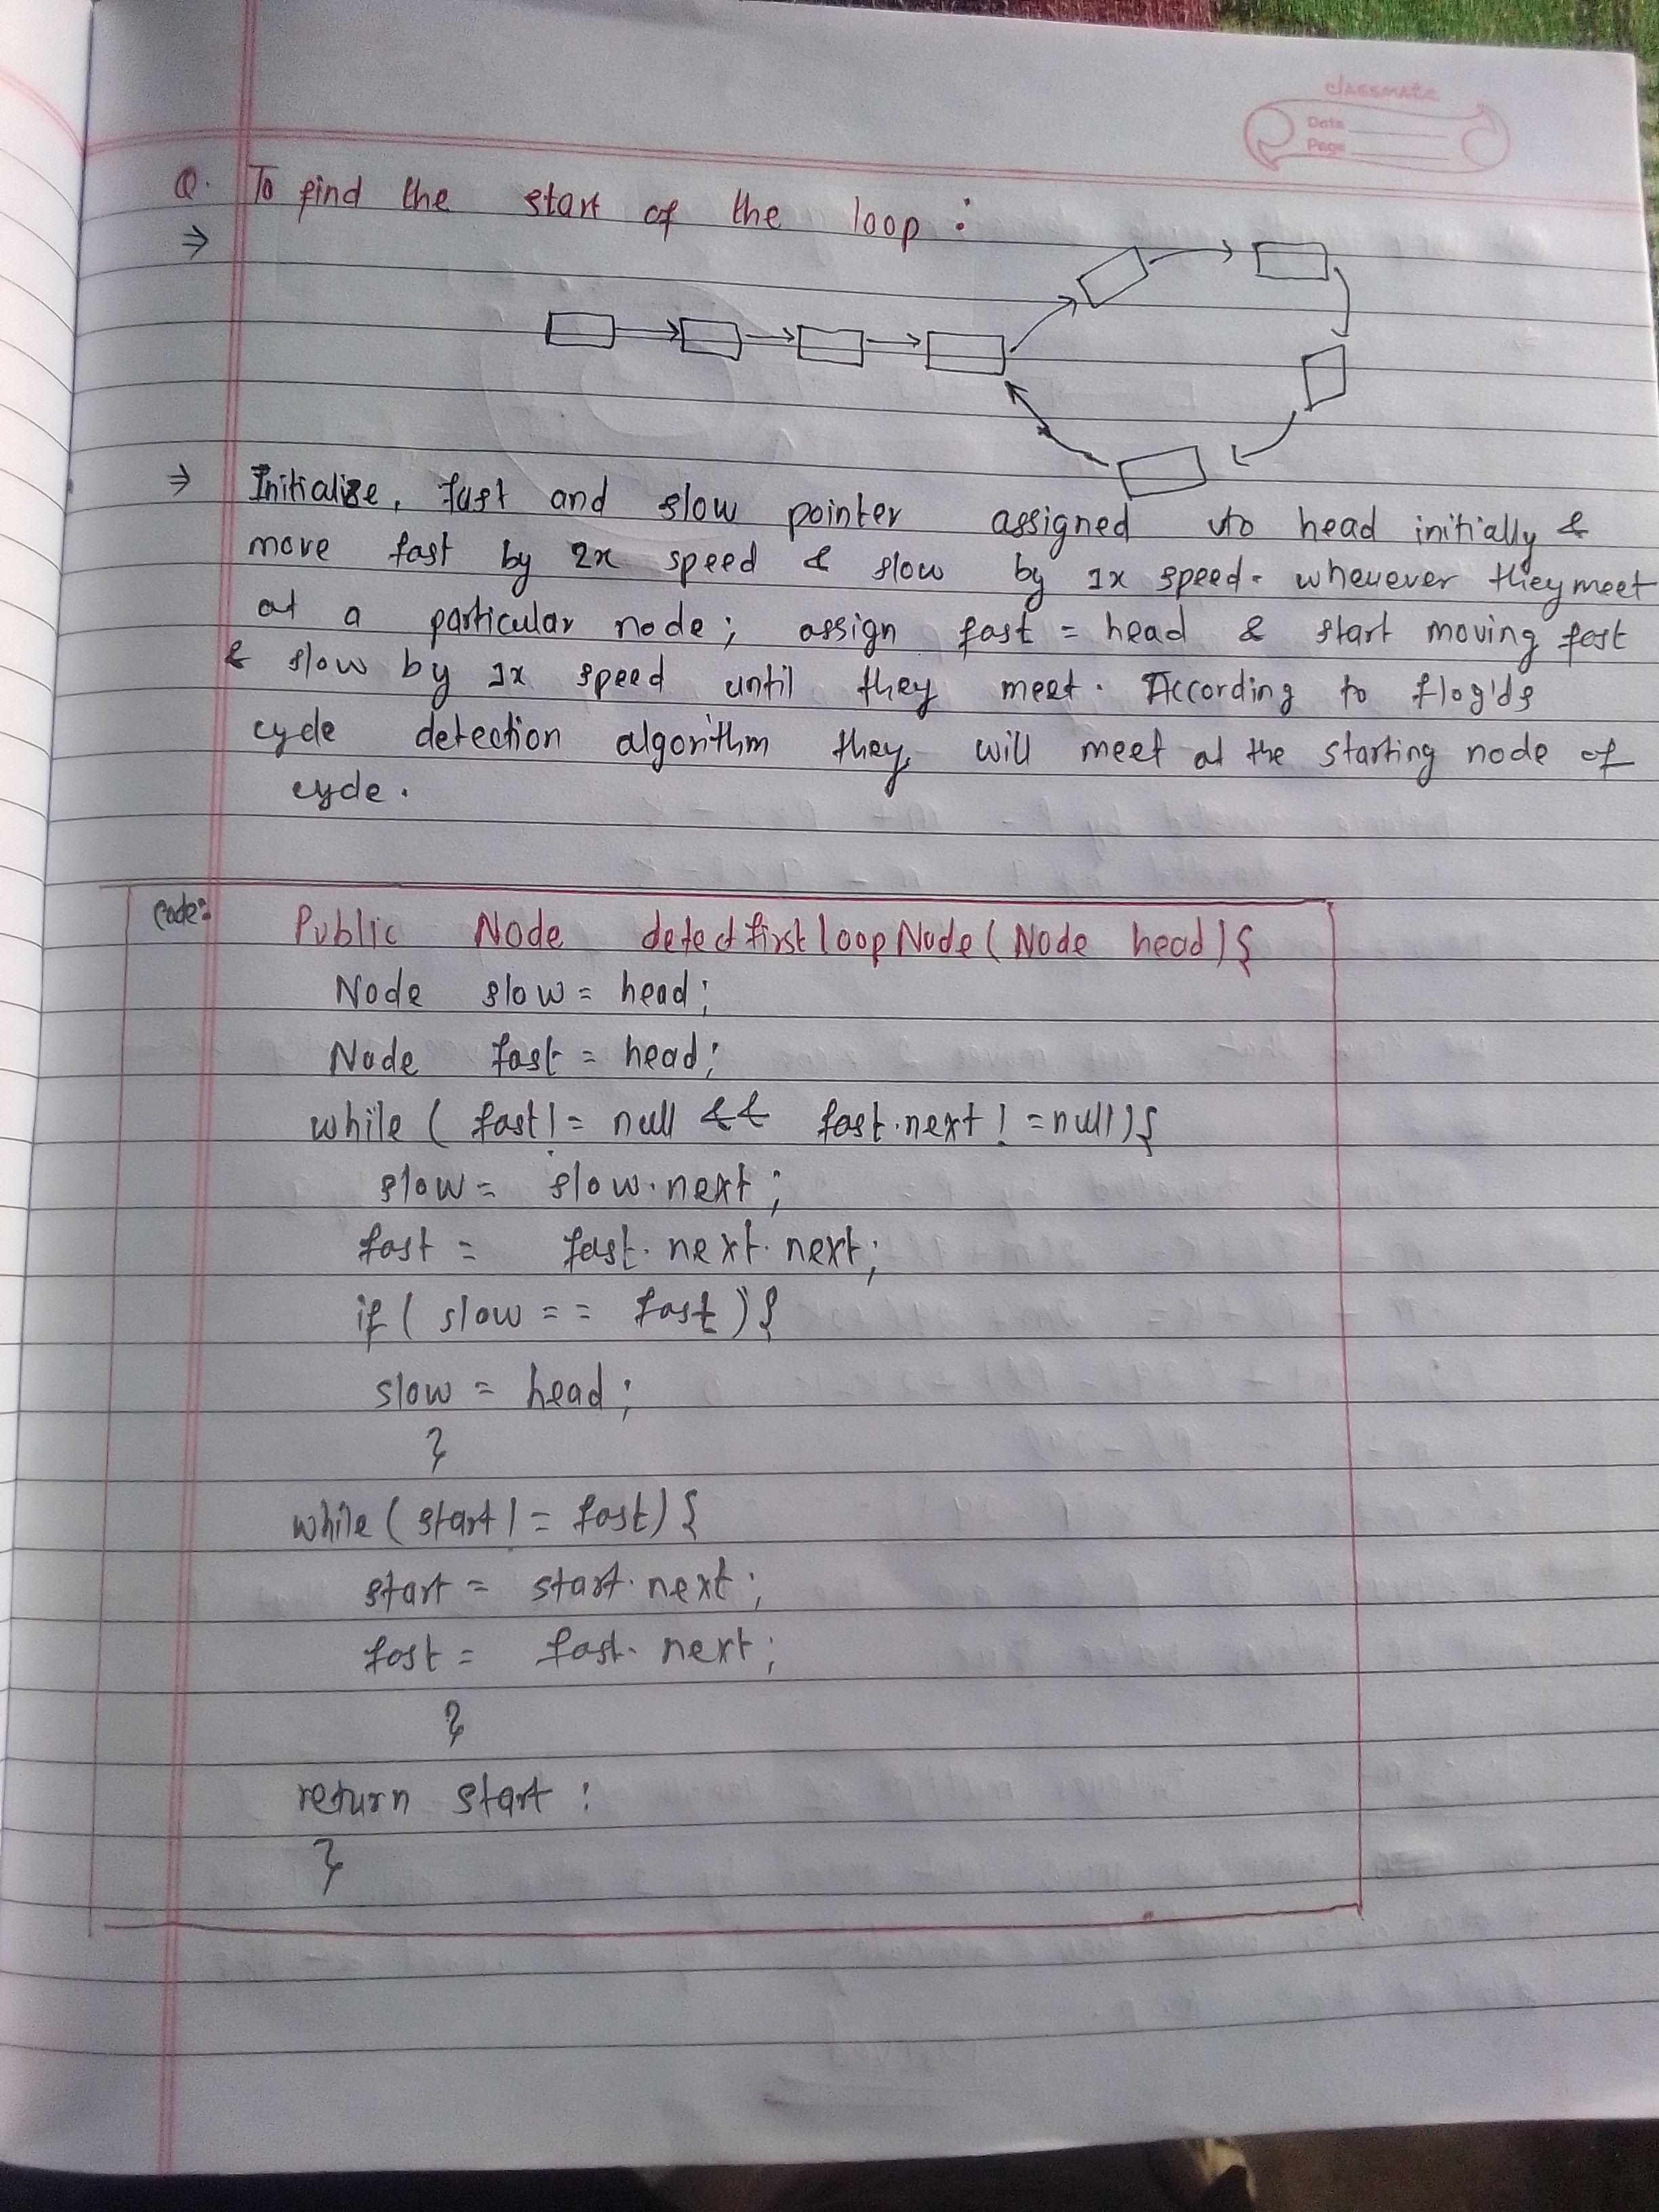 classmate
Date
Page
Q. To find the start of the loop :
⇒
⇒ Initialize, fast and slow pointer assigned to head initially &
move fast by 2x speed & slow by 1x speed. whenever they meet
at a particular node; assign fast = head & start moving fast
& slow by 1x speed until they meet. According to flog'ds
cycle detection algorithm they will meet at the starting node of
cycle.
Code: Public Node detectfirstloopNode(Node head){
Node slow = head;
Node fast = head;
while ( fast != null && fast.next != null){
slow = slow.next;
fast = fast.next.next;
if ( slow == fast){
slow = head;
}
while ( start != fast) {
start = start.next;
fast = fast.next;
}
return start ;
}